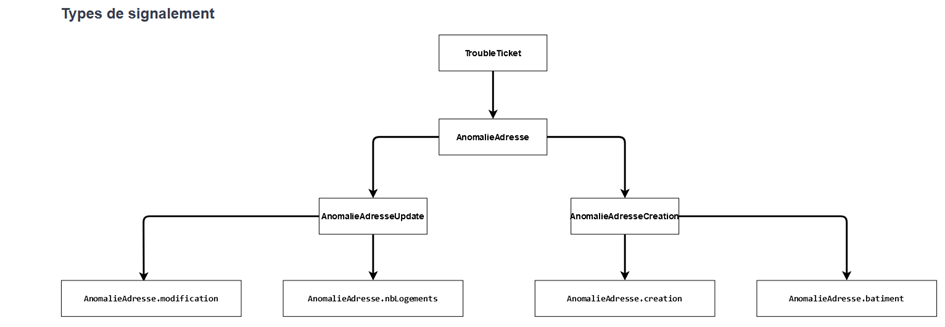 Types de signalement
TroubleTicket
AnomalieAdresse
AnomalieAdresseUpdate
AnomalieAdresseCreation
AnomalieAdresse.modification
AnomalieAdresse.nbLogements
AnomalieAdresse.creation
AnomalieAdresse.batiment